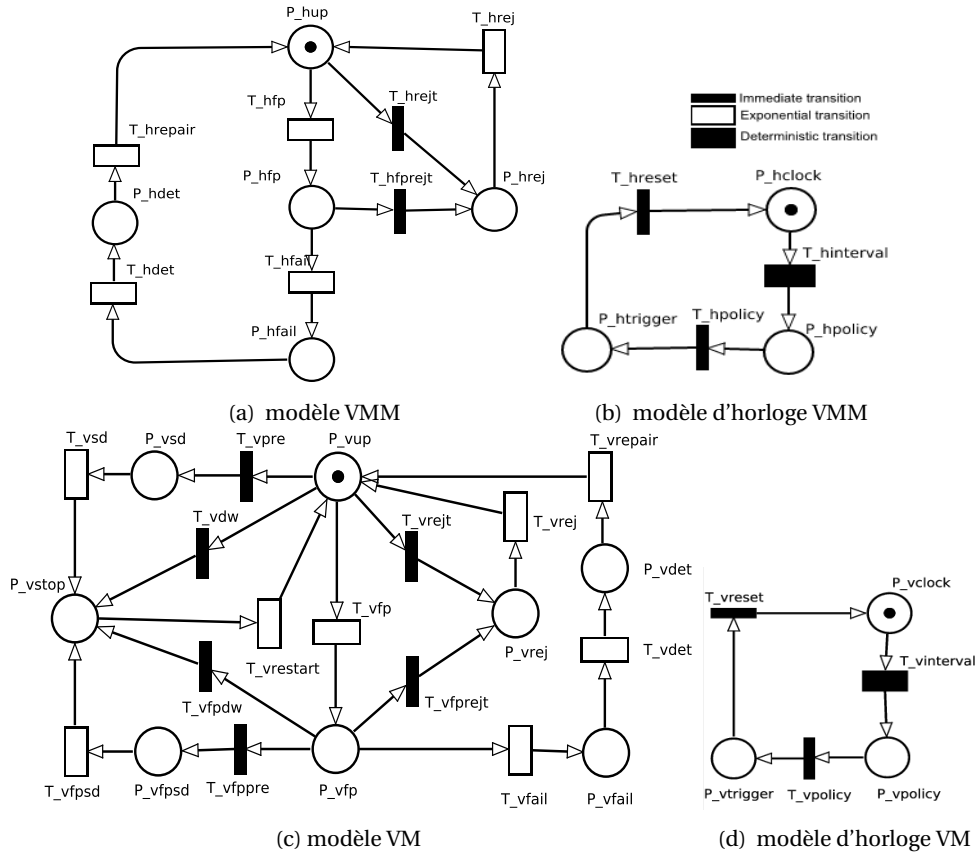 P_hup
T_hrej
T_hfp
T_hrejt
Immediate transition
Exponential transition
Deterministic transition
T_hrepair
P_hfp
T_hfprejt
P_hrej
T_hreset
P_hclock
P_hdet
T_hinterval
T_hdet
T_hfail
P_hfail
P_htrigger
T_hpolicy
P_hpolicy
(a) modèle VMM
(b) modèle d'horloge VMM
T_vsd
P_vsd
T_vpre
P_vup
T_vrepair
T_vdw
T_vrejt
T_vrej
P_vstop
P_vdet
P_vclock
T_vreset
T_vfp
T_vrestart
P_vrej
T_vdet
T_vinterval
T_vfpdw
T_vfprejt
T_vfpsd
P_vfpsd
T_vfppre
P_vfp
T_vfail
P_vfail
P_vtrigger
T_vpolicy
P_vpolicy
(c) modèle VM
(d) modèle d'horloge VM